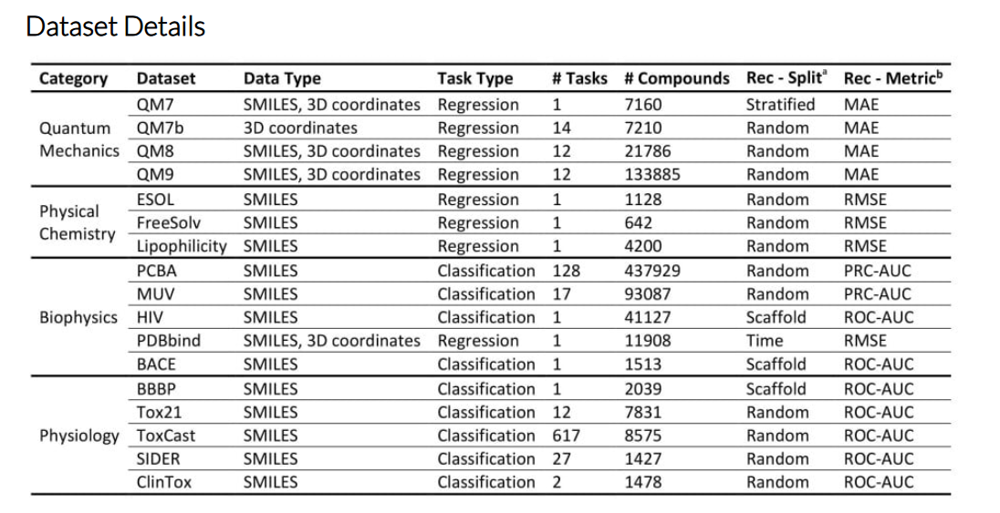 Dataset Details
Category Dataset Data Type Task Type # Tasks # Compounds Rec - Splitᵃ Rec - Metricᵇ
QM7 SMILES, 3D coordinates Regression 1 7160 Stratified MAE
Quantum QM7b 3D coordinates Regression 14 7210 Random MAE
Mechanics QM8 SMILES, 3D coordinates Regression 12 21786 Random MAE
QM9 SMILES, 3D coordinates Regression 12 133885 Random MAE
ESOL SMILES Regression 1 1128 Random RMSE
Physical
FreeSolv SMILES Regression 1 642 Random RMSE
Chemistry
Lipophilicity SMILES Regression 1 4200 Random RMSE
PCBA SMILES Classification 128 437929 Random PRC-AUC
MUV SMILES Classification 17 93087 Random PRC-AUC
Biophysics HIV SMILES Classification 1 41127 Scaffold ROC-AUC
PDBbind SMILES, 3D coordinates Regression 1 11908 Time RMSE
BACE SMILES Classification 1 1513 Scaffold ROC-AUC
BBBP SMILES Classification 1 2039 Scaffold ROC-AUC
Tox21 SMILES Classification 12 7831 Random ROC-AUC
Physiology ToxCast SMILES Classification 617 8575 Random ROC-AUC
SIDER SMILES Classification 27 1427 Random ROC-AUC
ClinTox SMILES Classification 2 1478 Random ROC-AUC